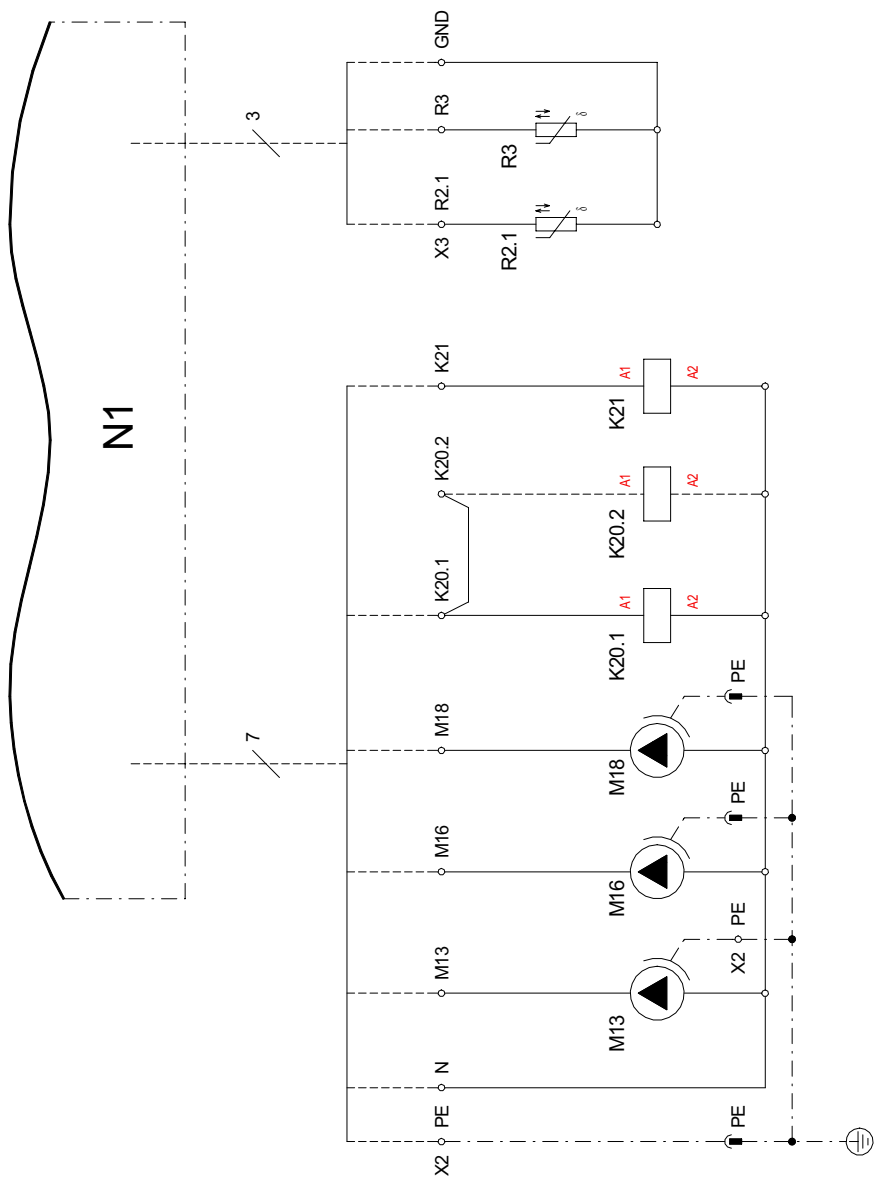 N1
7
3
X2
PE
N
M13
M16
M18
K20.1
K20.2
K21
X3
R2.1
R3
GND
R2.1
R3
δ
δ
M13
M16
M18
K20.1
K20.2
K21
A1
A1
A1
A2
A2
A2
PE
X2
PE
PE
PE